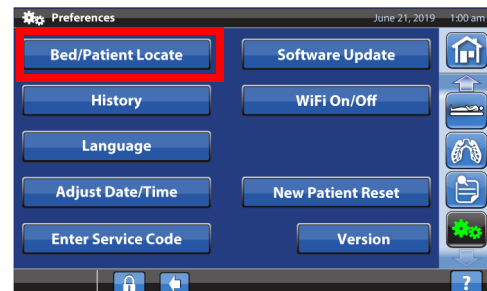 Preferences June 21, 2019 1:00 am
Bed/Patient Locate Software Update
History WiFi On/Off
Language
Adjust Date/Time New Patient Reset
Enter Service Code Version
?